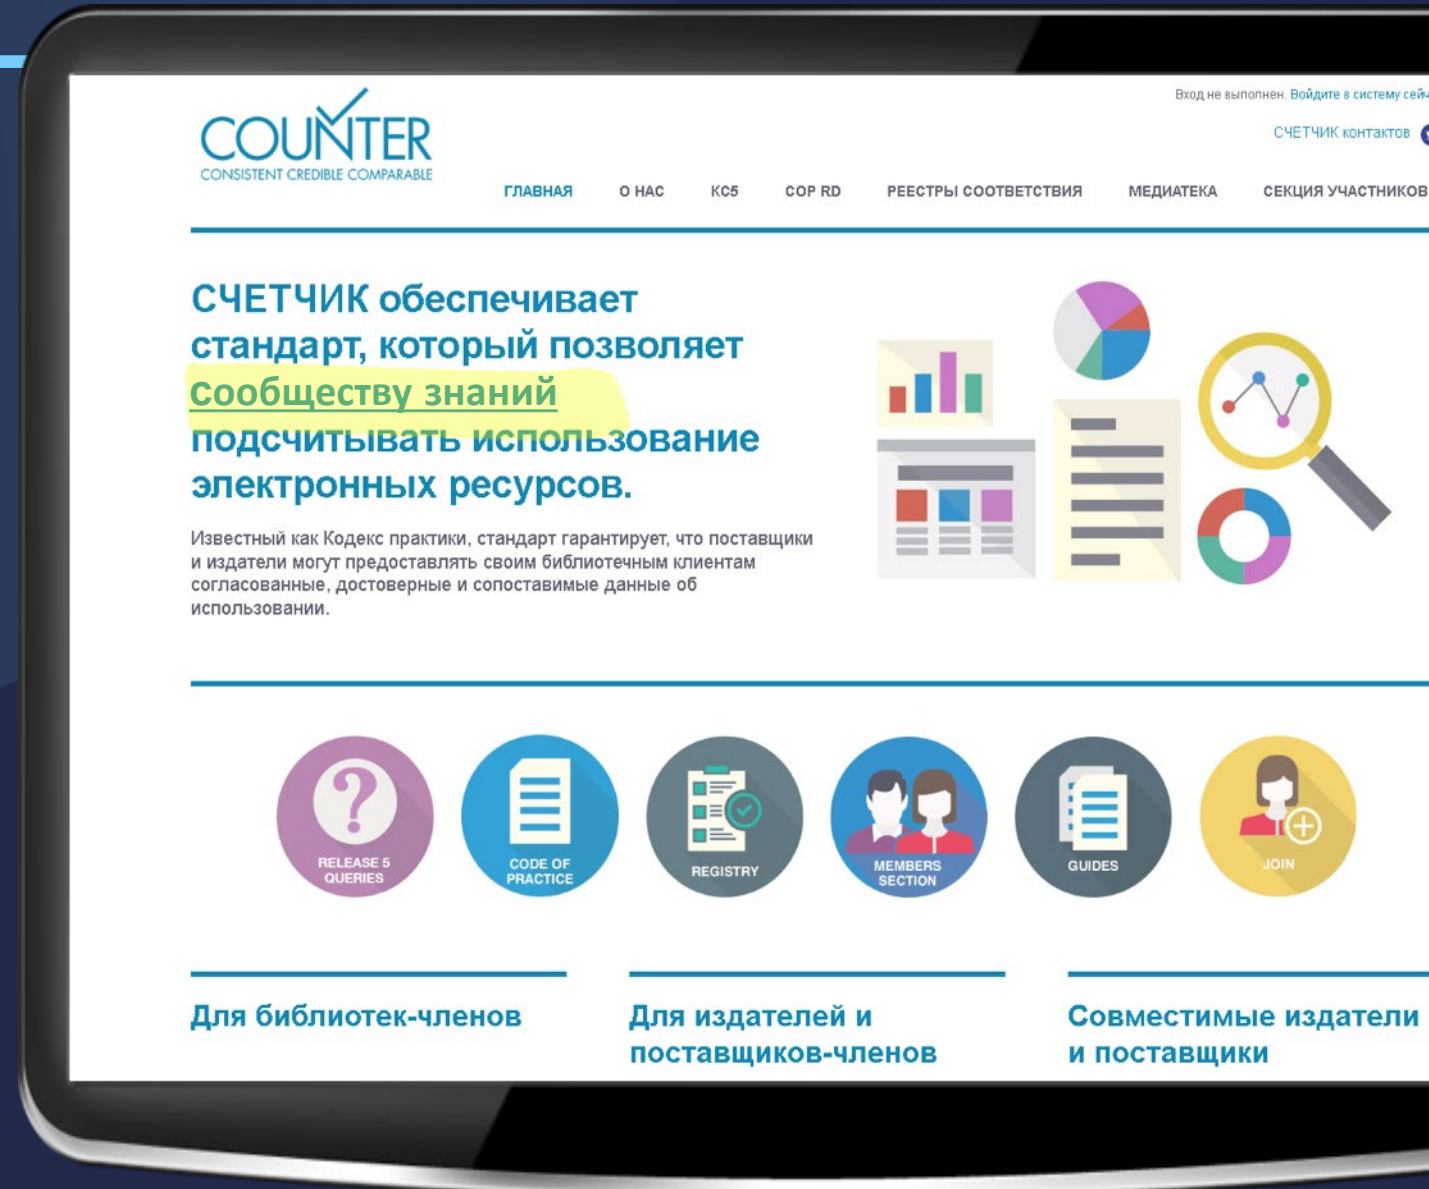 COUNTER
CONSISTENT CREDIBLE COMPARABLE
Вход не выполнен. Войдите в систему
СЧЕТЧИК контактов
ГЛАВНАЯ О НАС КС5 COP RD РЕЕСТРЫ СООТВЕТСТВИЯ МЕДИАТЕКА СЕКЦИЯ УЧАСТНИКОВ
СЧЕТЧИК обеспечивает
стандарт, который позволяет
Сообществу знаний
подсчитывать использование
электронных ресурсов.
Известный как Кодекс практики, стандарт гарантирует, что поставщики
и издатели могут предоставлять своим библиотечным клиентам
согласованные, достоверные и сопоставимые данные об
использовании.
?
RELEASE 5
QUERIES
CODE OF
PRACTICE
REGISTRY
MEMBERS
SECTION
GUIDES
JOIN
Для библиотек-членов
Для издателей и
поставщиков-членов
Совместимые издатели
и поставщики